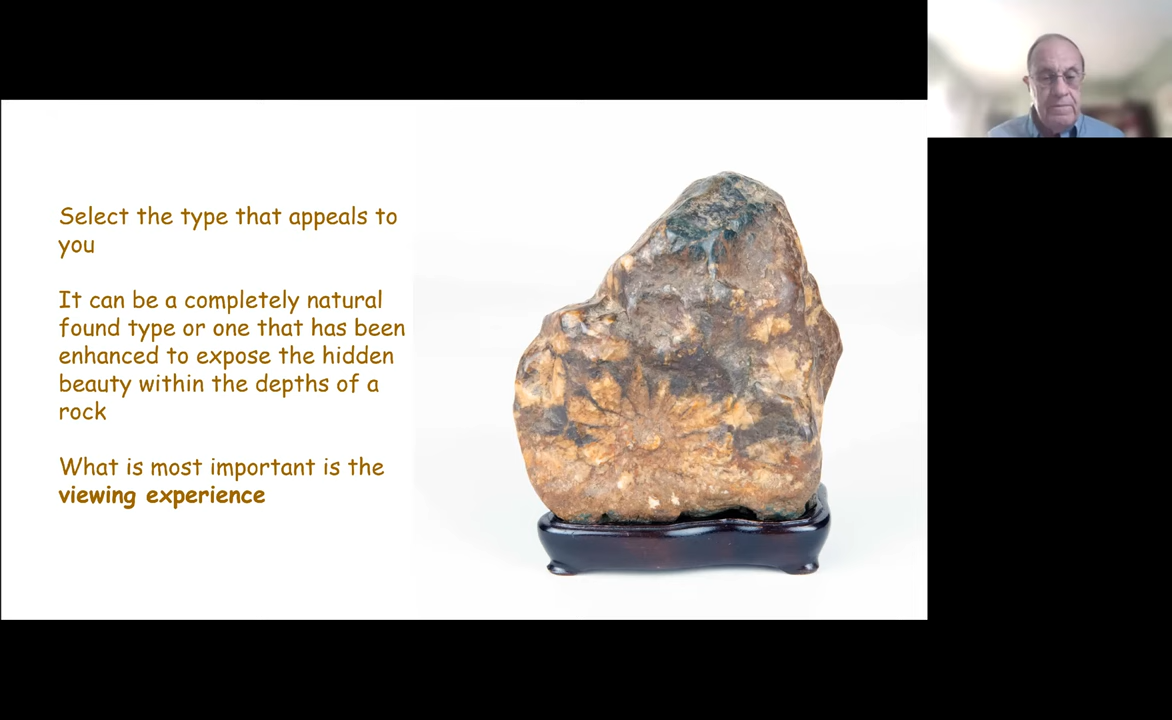 Select the type that appeals to
you
It can be a completely natural
found type or one that has been
enhanced to expose the hidden
beauty within the depths of a
rock
What is most important is the
viewing experience